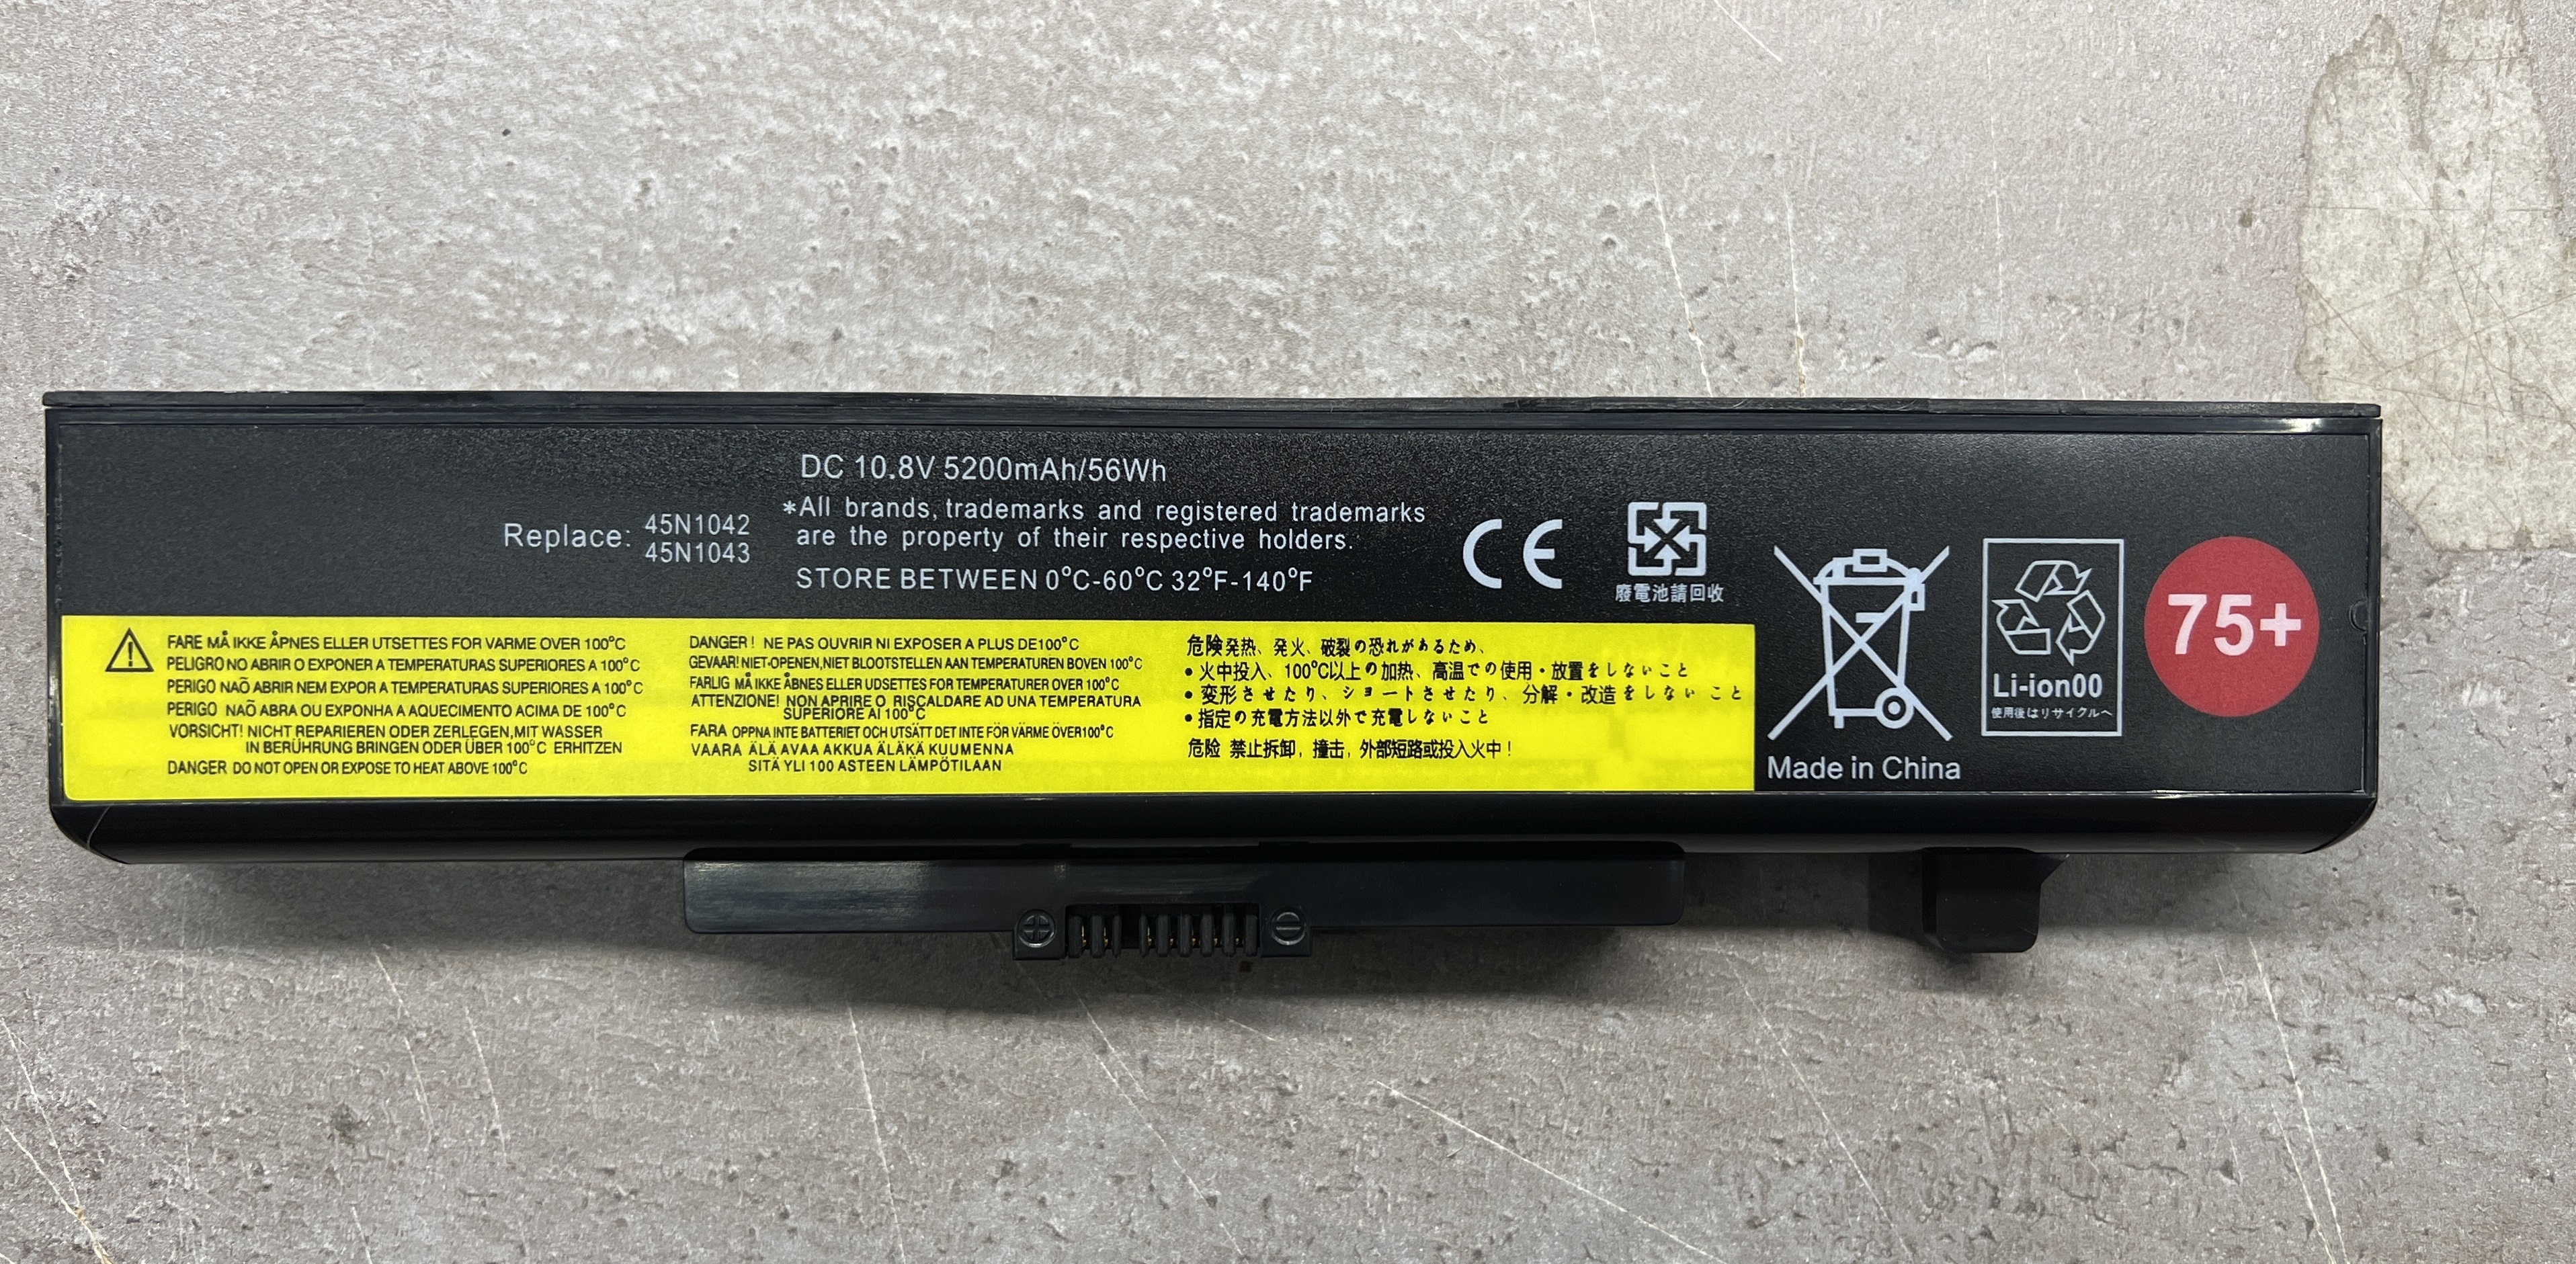 DC 10.8V 5200mAh/56Wh
Replace: 45N1042
45N1043
*All brands, trademarks and registered trademarks
are the property of their respective holders.
STORE BETWEEN 0°C-60°C 32°F-140°F
CE
廢電池請回收
Made in China
Li-ion00
使用後はリサイクルへ
75+
FARE MÅ IKKE ÅPNES ELLER UTSETTES FOR VARME OVER 100°C
PELIGRO NO ABRIR O EXPONER A TEMPERATURAS SUPERIORES A 100°C
PERIGO NAÕ ABRIR NEM EXPOR A TEMPERATURAS SUPERIORES A 100°C
PERIGO NAÕ ABRA OU EXPONHA A AQUECIMENTO ACIMA DE 100°C
VORSICHT! NICHT REPARIEREN ODER ZERLEGEN,MIT WASSER
IN BERÜHRUNG BRINGEN ODER ÜBER 100°C ERHITZEN
DANGER DO NOT OPEN OR EXPOSE TO HEAT ABOVE 100°C
DANGER! NE PAS OUVRIR NI EXPOSER A PLUS DE100°C
GEVAAR! NIET-OPENEN,NIET BLOOTSTELLEN AAN TEMPERATUREN BOVEN 100°C
FARLIG MÅ IKKE ÅBNES ELLER UDSETTES FOR TEMPERATURER OVER 100°C
ATTENZIONE! NON APRIRE O RISCALDARE AD UNA TEMPERATURA
SUPERIORE AI 100°C
FARA OPPNA INTE BATTERIET OCH UTSÄTT DET INTE FÖR VÄRME ÖVER100°C
VAARA ÄLÄ AVAA AKKUA ÄLÄKÄ KUUMENNA
SITÄ YLI 100 ASTEEN LÄMPÖTILAAN
危険発熱、発火、破裂の恐れがあるため、
• 火中投入、100°C以上の加熱、高温での使用・放置をしないこと
• 変形させたり、ショートさせたり、分解・改造をしないこと
• 指定の充電方法以外で充電しないこと
危险 禁止拆卸，撞击，外部短路或投入火中！